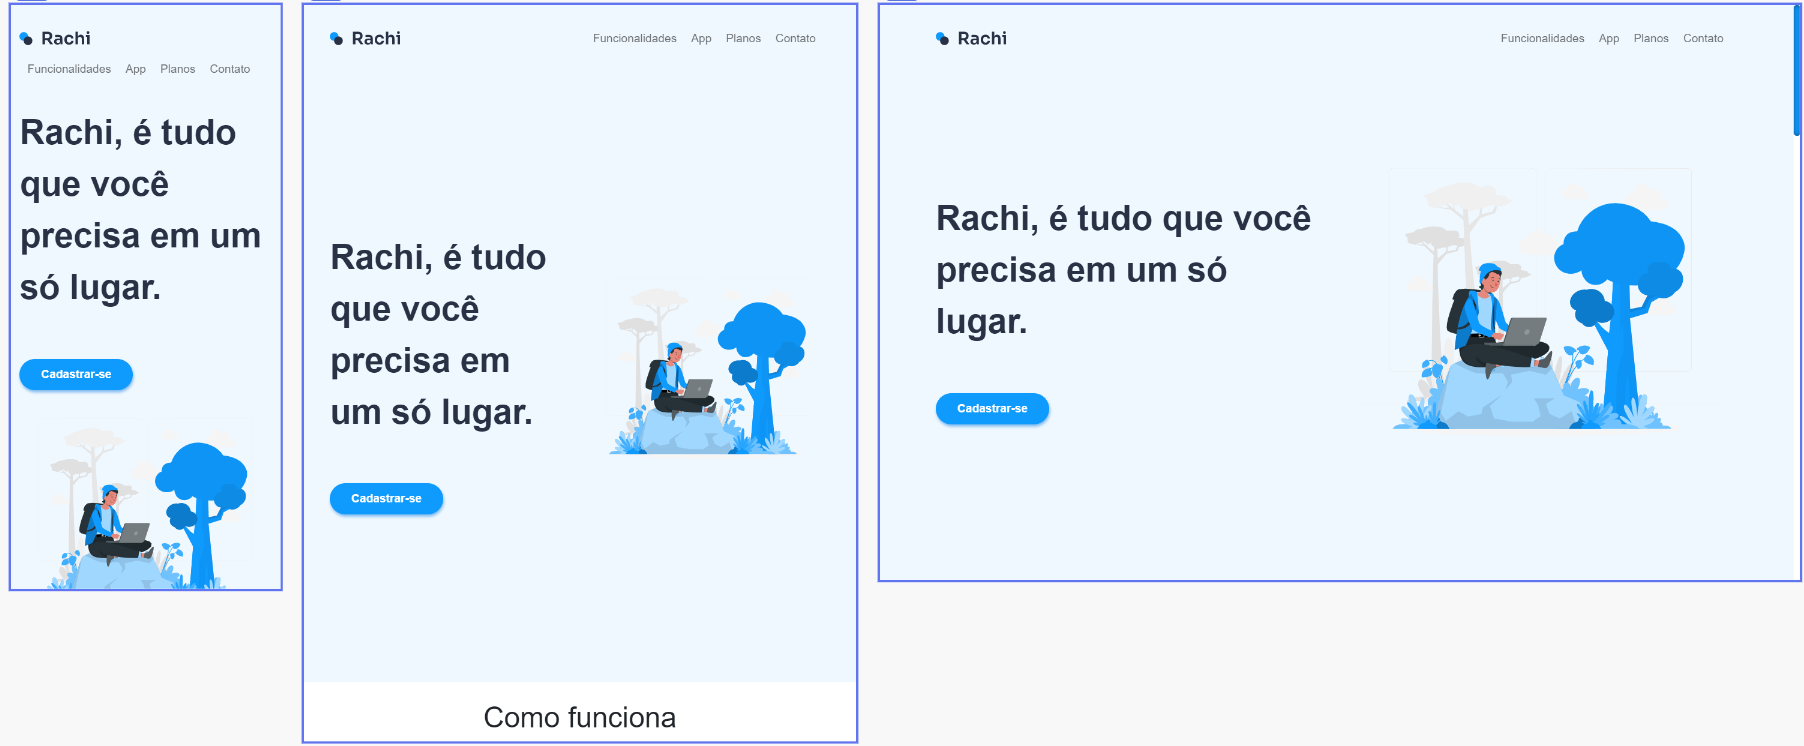 Rachi
Funcionalidades App Planos Contato
Rachi, é tudo
que você
precisa em um
só lugar.
Cadastrar-se
Rachi
Funcionalidades App Planos Contato
Rachi, é tudo
que você
precisa em
um só lugar.
Cadastrar-se
Como funciona
Rachi
Funcionalidades App Planos Contato
Rachi, é tudo que você
precisa em um só
lugar.
Cadastrar-se